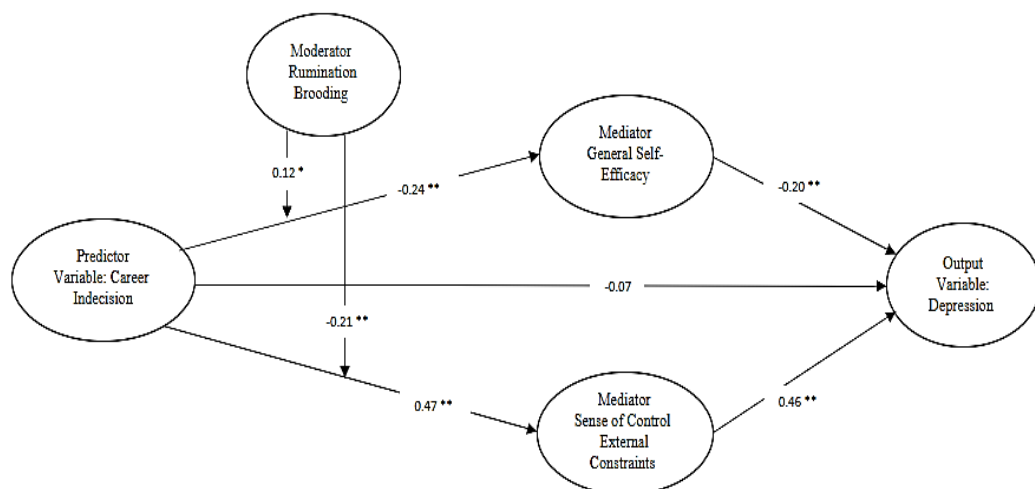 Moderator
Rumination
Brooding
Mediator
General Self-
Efficacy
0.12 *
-0.24 **
-0.20 **
Predictor
Variable: Career
Indecision
-0.07
Output
Variable:
Depression
-0.21 **
0.47 **
Mediator
Sense of Control
External
Constraints
0.46 **